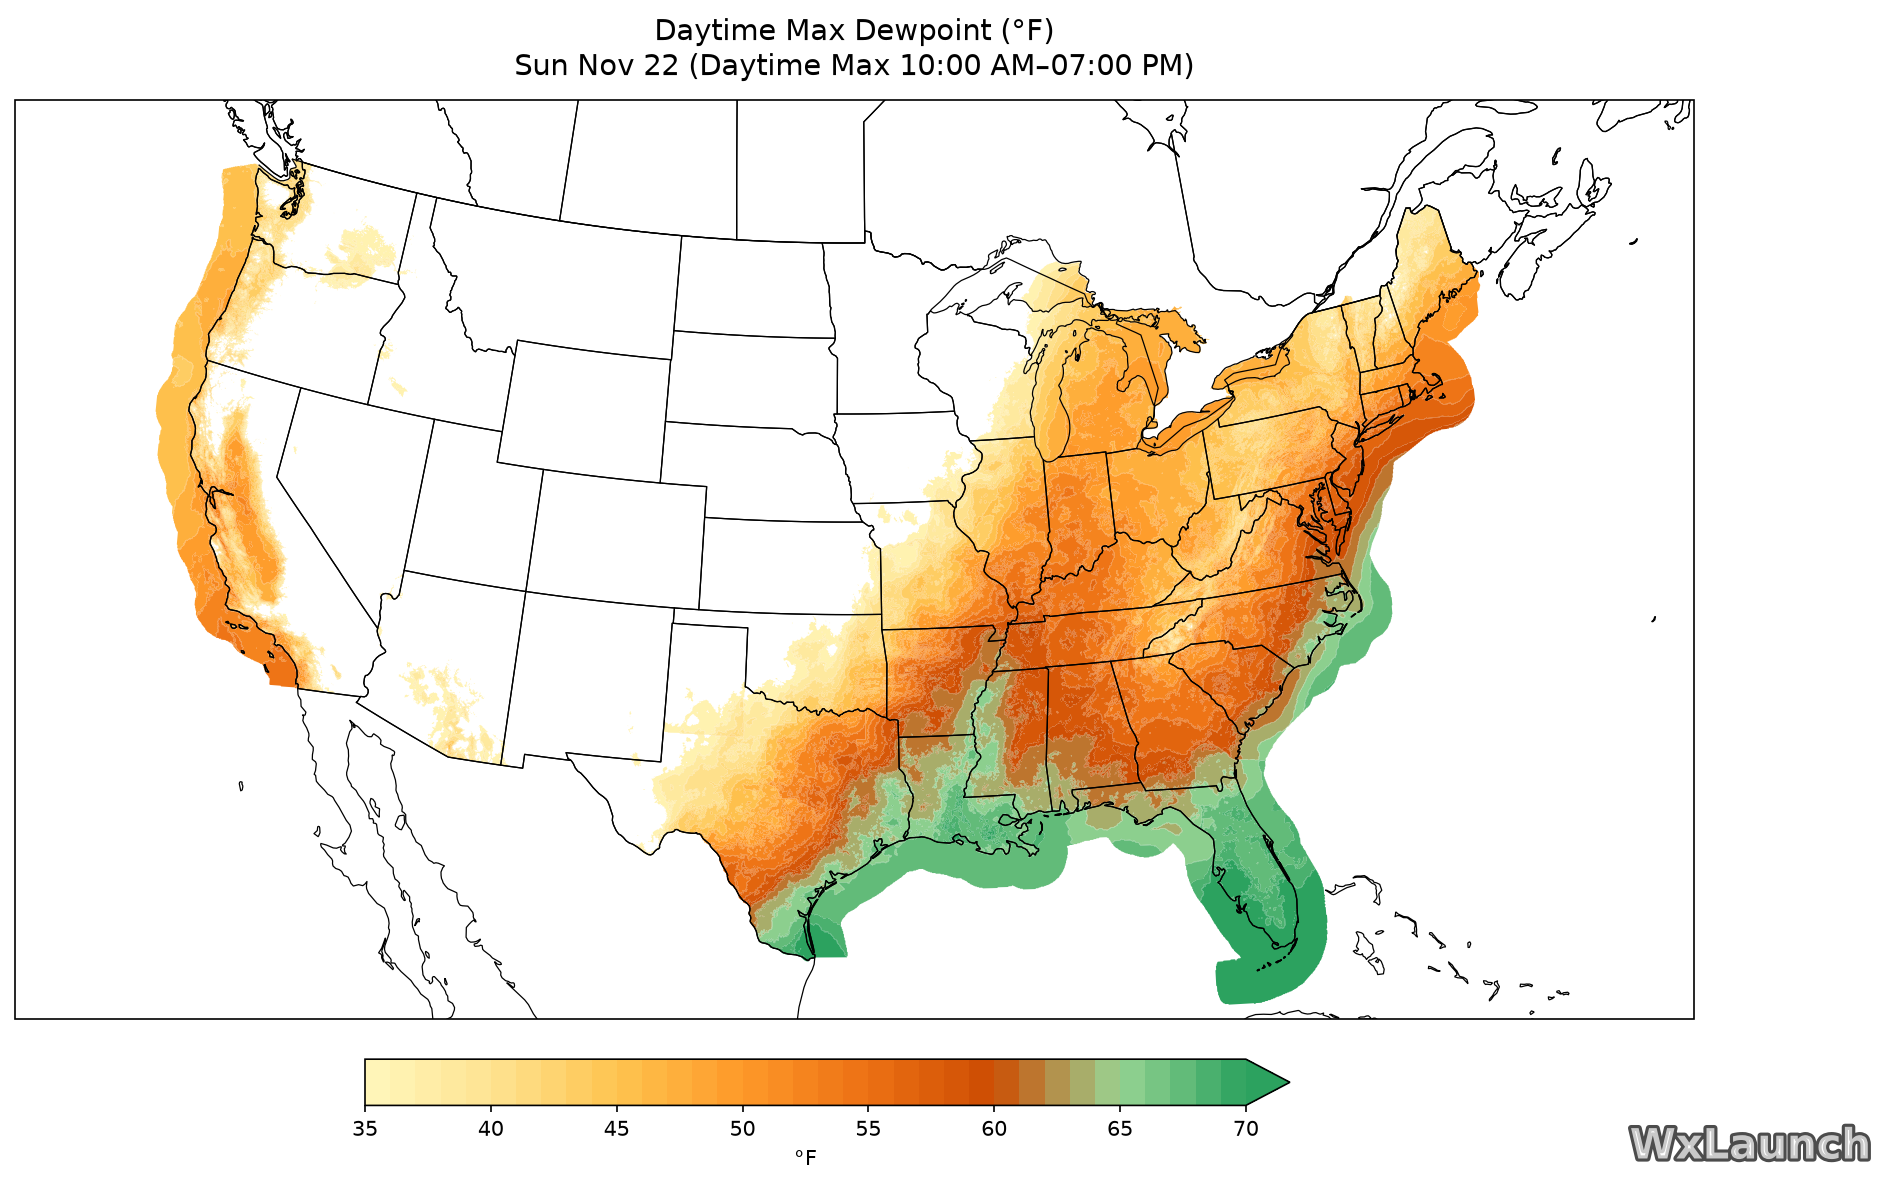 Daytime Max Dewpoint (°F)
Sun Nov 22 (Daytime Max 10:00 AM–07:00 PM)
35 40 45 50 55 60 65 70
°F
WxLaunch